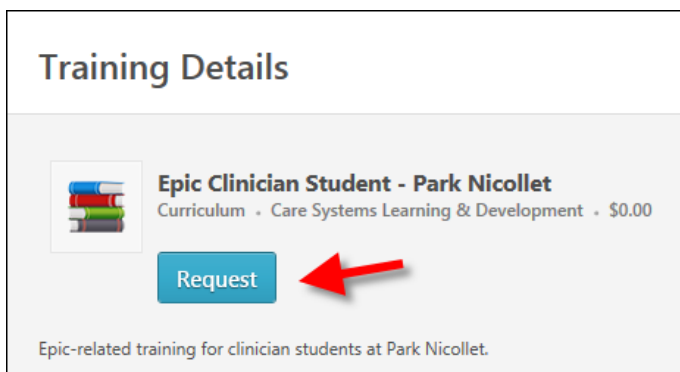 Training Details
Epic Clinician Student - Park Nicollet
Curriculum • Care Systems Learning & Development • $0.00
Request
Epic-related training for clinician students at Park Nicollet.